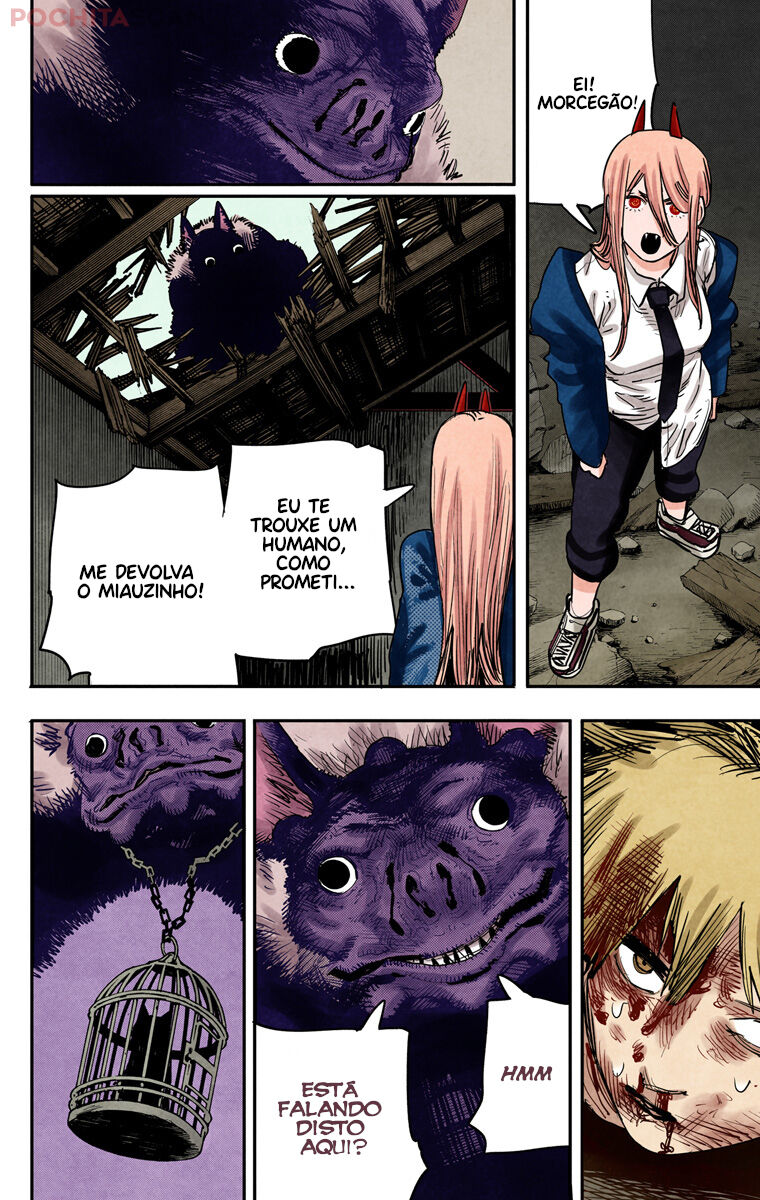 POCHITA
EI!
MORCEGÃO!
EU TE
TROUXE UM
HUMANO,
COMO
PROMETI...
ME DEVOLVA
O MIAUZINHO!
HMM
ESTÁ
FALANDO
DISTO
AQUI?